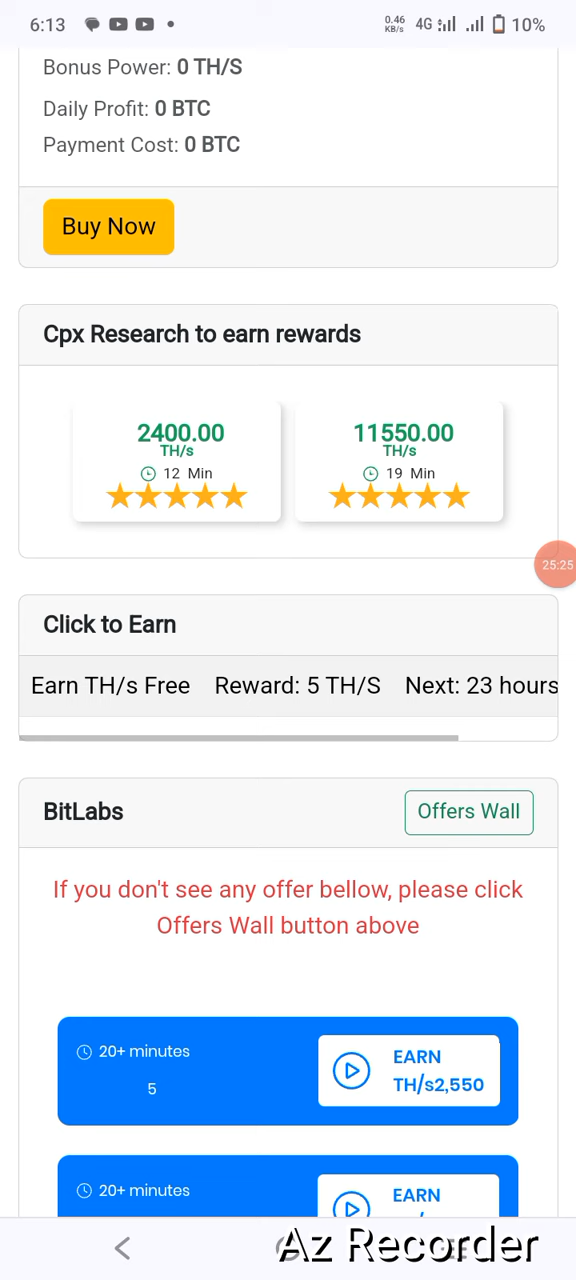 6:13
0.46
KB/s
4G
10%
Bonus Power: 0 TH/S
Daily Profit: 0 BTC
Payment Cost: 0 BTC
Buy Now
Cpx Research to earn rewards
2400.00 11550.00
TH/s TH/s
12 Min 19 Min
25:25
Click to Earn
Earn TH/s Free Reward: 5 TH/S Next: 23 hours
BitLabs Offers Wall
If you don't see any offer bellow, please click
Offers Wall button above
20+ minutes EARN
5 TH/s2,550
20+ minutes EARN
Az Recorder